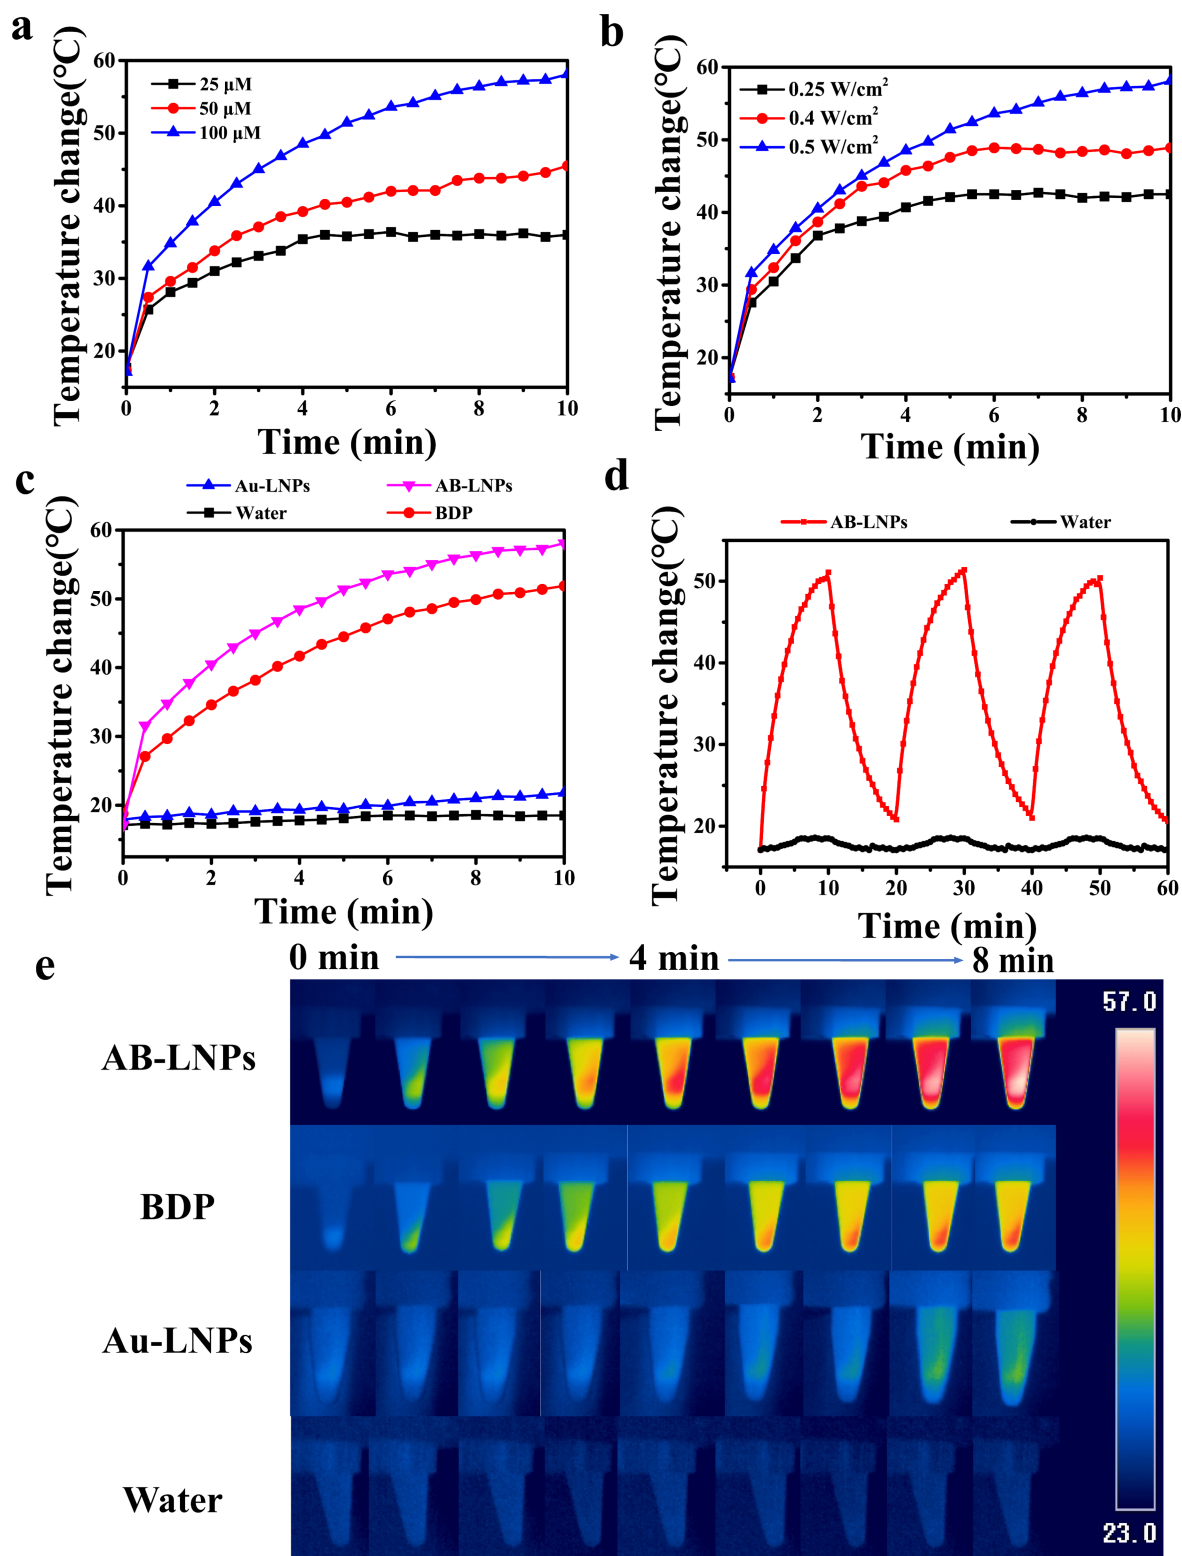 a
Temperature change(°C)
60
50
40
30
20
25 μM
50 μM
100 μM
0 2 4 6 8 10
Time (min)
b
Temperature change(°C)
60
50
40
30
20
0.25 W/cm²
0.4 W/cm²
0.5 W/cm²
0 2 4 6 8 10
Time (min)
c
Au-LNPs AB-LNPs
Water BDP
Temperature change(°C)
60
50
40
30
20
0 2 4 6 8 10
Time (min)
d
AB-LNPs Water
Temperature change(°C)
50
40
30
20
0 10 20 30 40 50 60
Time (min)
e
0 min 4 min 8 min
AB-LNPs
BDP
Au-LNPs
Water
57.0
23.0